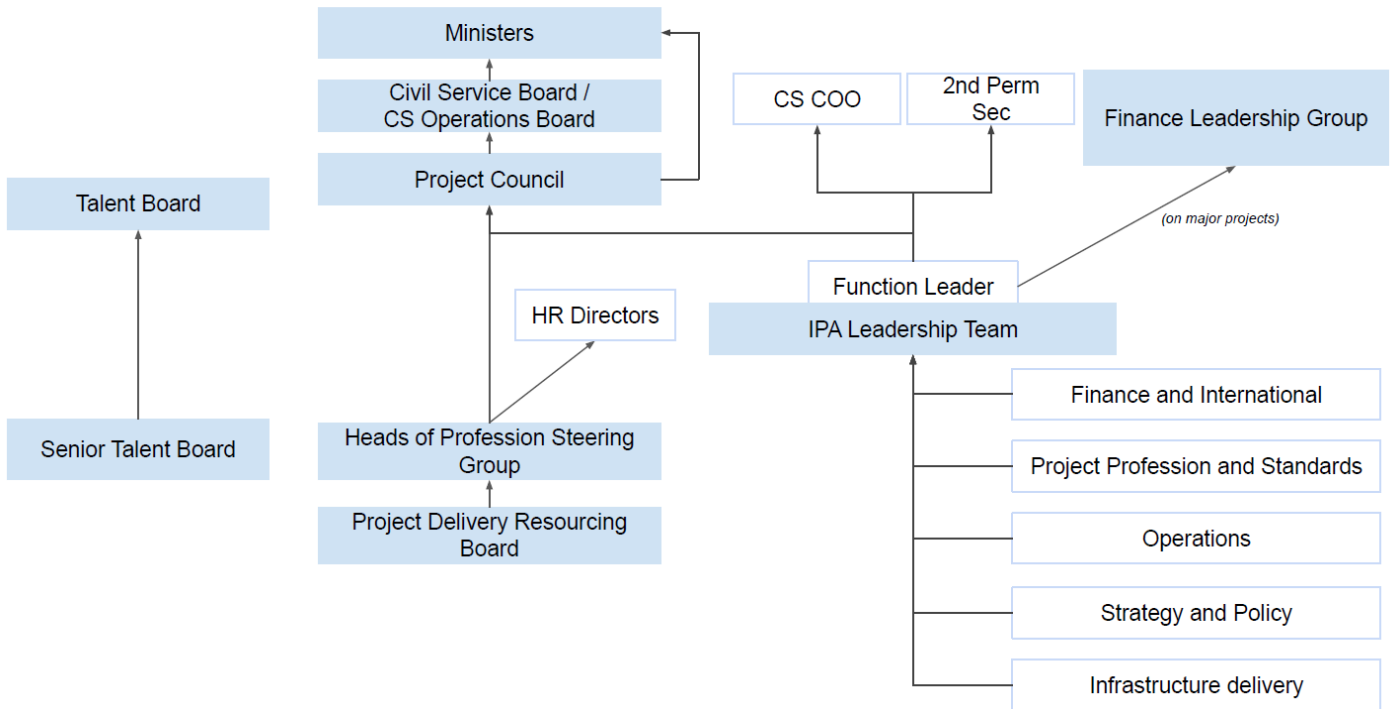 Ministers
Civil Service Board /
CS Operations Board
Project Council
Talent Board
Senior Talent Board
HR Directors
Heads of Profession Steering
Group
Project Delivery Resourcing
Board
CS COO
2nd Perm
Sec
Finance Leadership Group
(on major projects)
Function Leader
IPA Leadership Team
Finance and International
Project Profession and Standards
Operations
Strategy and Policy
Infrastructure delivery